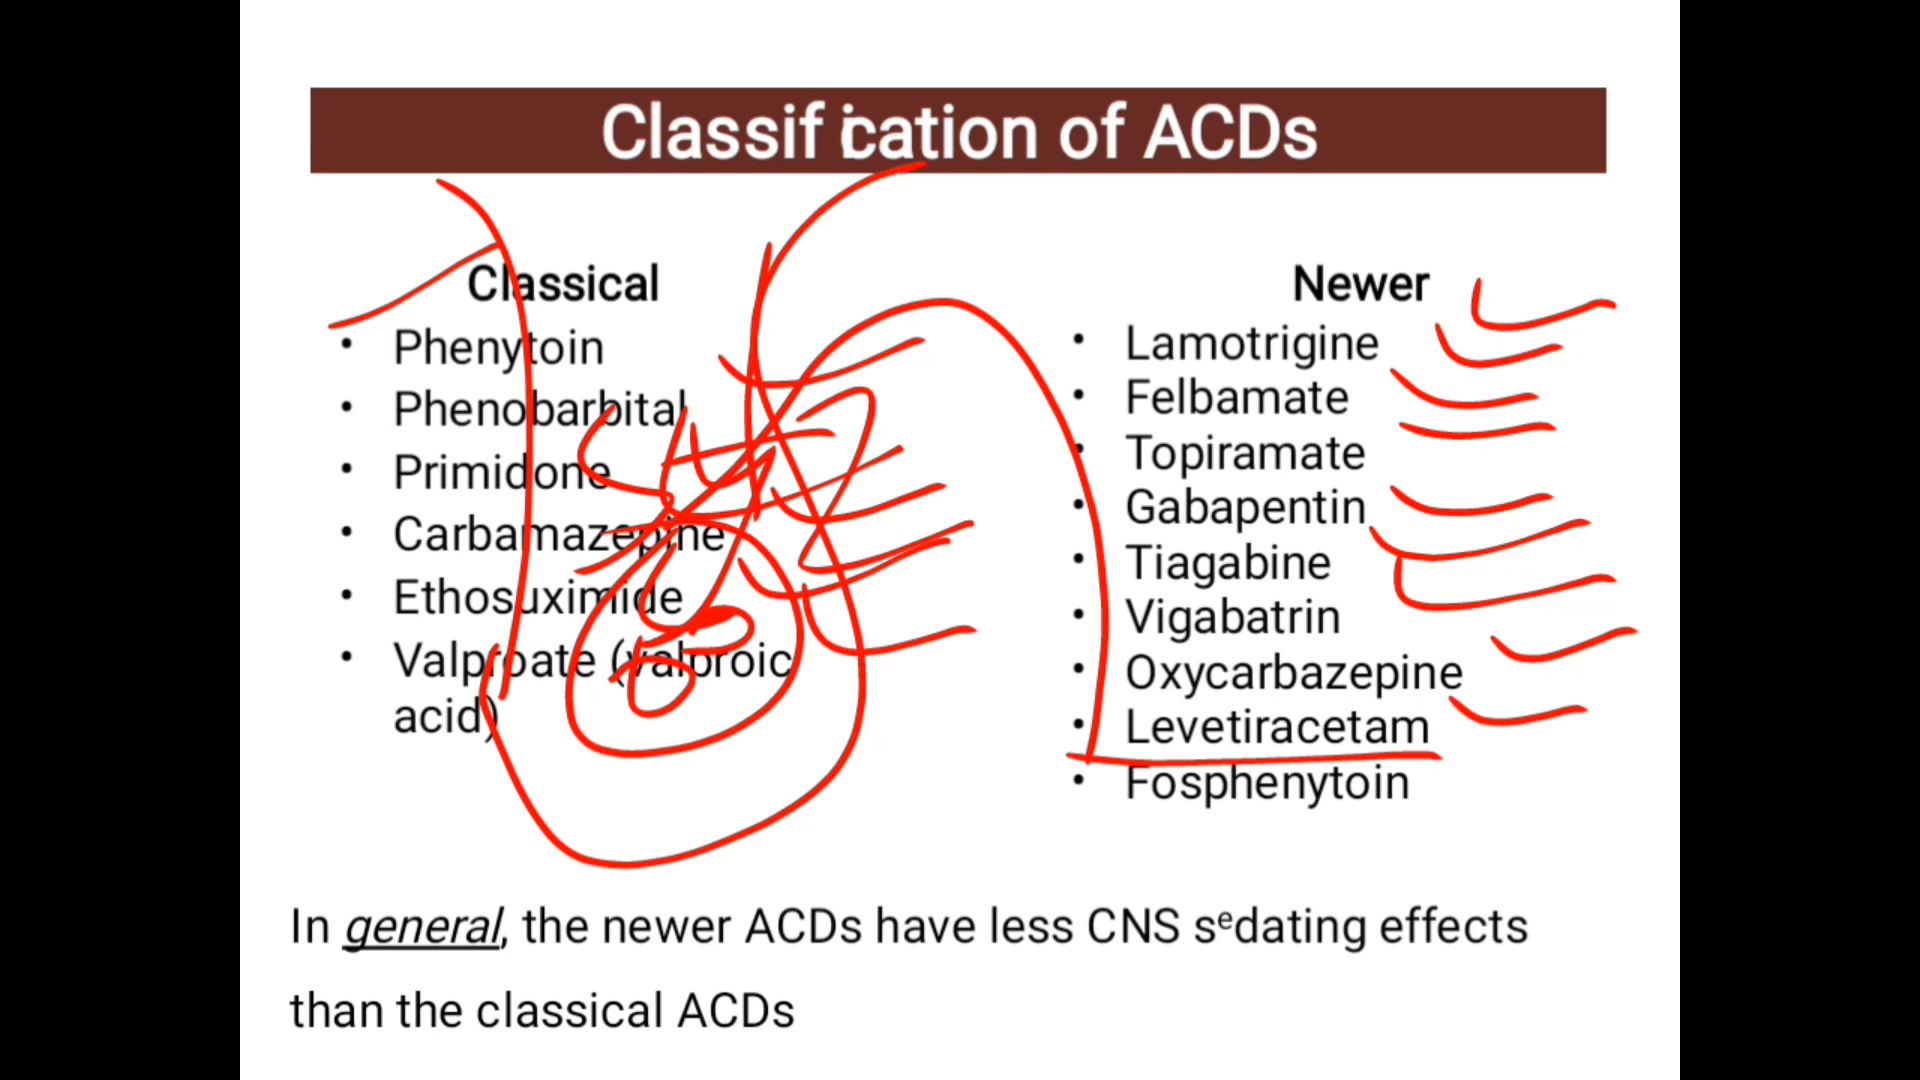 Classification of ACDs
Classical
• Phenytoin
• Phenobarbital
• Primidone
• Carbamazepine
• Ethosuximide
• Valproate (valproic
acid)
Newer
• Lamotrigine
• Felbamate
• Topiramate
• Gabapentin
• Tiagabine
• Vigabatrin
• Oxycarbazepine
• Levetiracetam
• Fosphenytoin
In general, the newer ACDs have less CNS sedating effects
than the classical ACDs